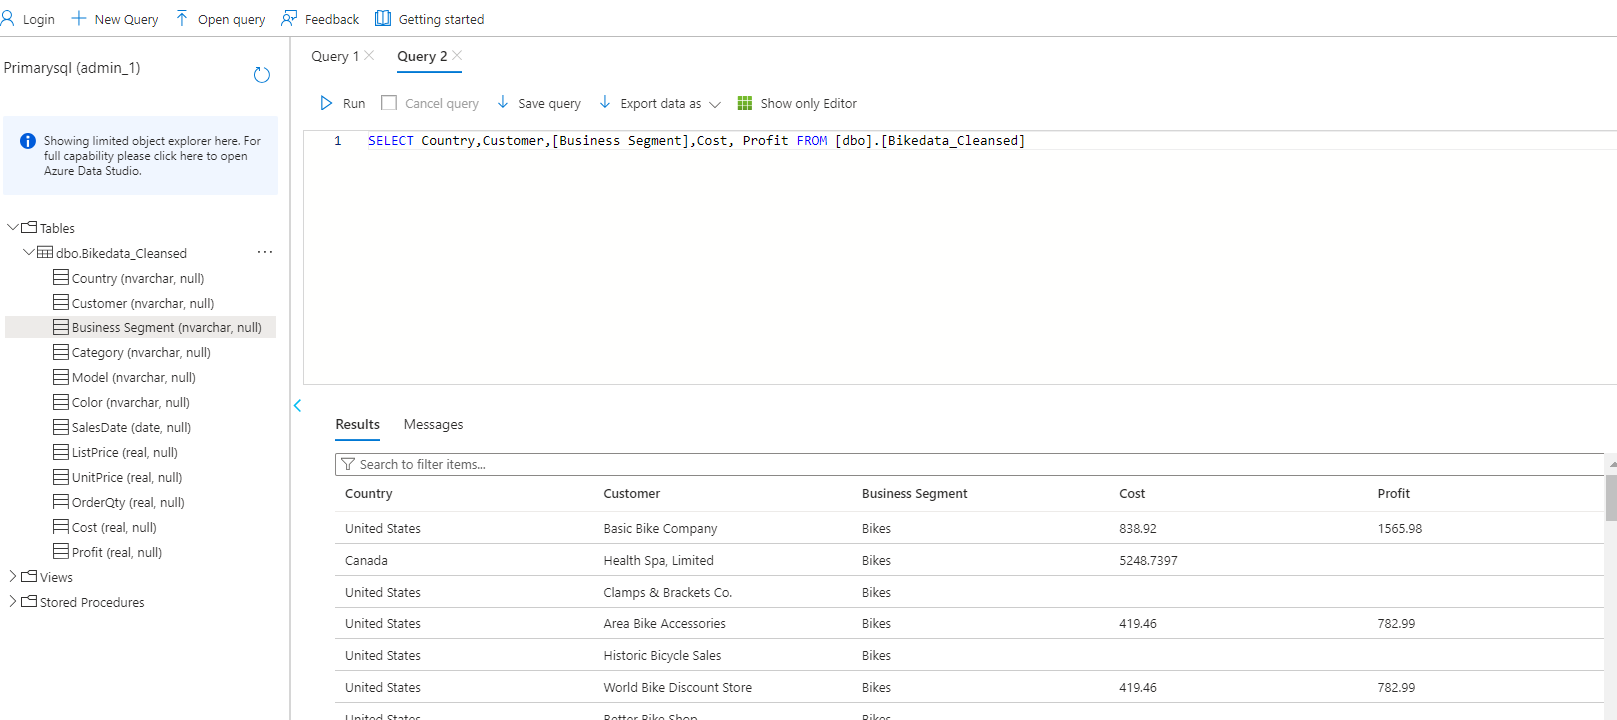 Login New Query Open query Feedback Getting started
Primarysql (admin_1)
Showing limited object explorer here. For
full capability please click here to open
Azure Data Studio.
Tables
dbo.Bikedata_Cleansed ...
Country (nvarchar, null)
Customer (nvarchar, null)
Business Segment (nvarchar, null)
Category (nvarchar, null)
Model (nvarchar, null)
Color (nvarchar, null)
SalesDate (date, null)
ListPrice (real, null)
UnitPrice (real, null)
OrderQty (real, null)
Cost (real, null)
Profit (real, null)
Views
Stored Procedures
Query 1 Query 2
Run Cancel query Save query Export data as Show only Editor
1 SELECT Country,Customer,[Business Segment],Cost, Profit FROM [dbo].[Bikedata_Cleansed]
Results Messages
Search to filter items...
Country Customer Business Segment Cost Profit
United States Basic Bike Company Bikes 838.92 1565.98
Canada Health Spa, Limited Bikes 5248.7397
United States Clamps & Brackets Co. Bikes
United States Area Bike Accessories Bikes 419.46 782.99
United States Historic Bicycle Sales Bikes
United States World Bike Discount Store Bikes 419.46 782.99
United States Better Bike Shop Bikes